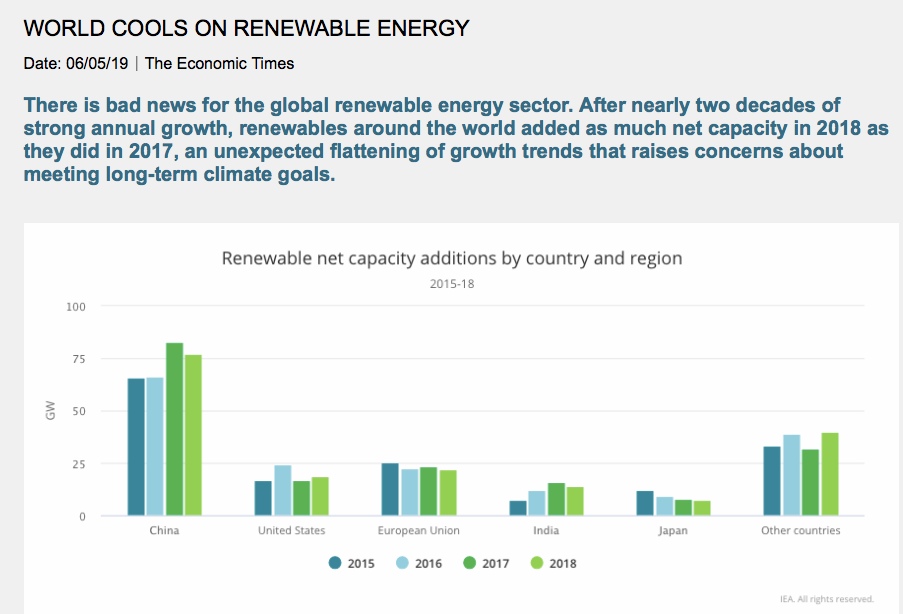 WORLD COOLS ON RENEWABLE ENERGY
Date: 06/05/19 | The Economic Times
There is bad news for the global renewable energy sector. After nearly two decades of
strong annual growth, renewables around the world added as much net capacity in 2018 as
they did in 2017, an unexpected flattening of growth trends that raises concerns about
meeting long-term climate goals.
Renewable net capacity additions by country and region
2015-18
100
75
50
25
0
GW
China United States European Union India Japan Other countries
2015 2016 2017 2018
IEA. All rights reserved.